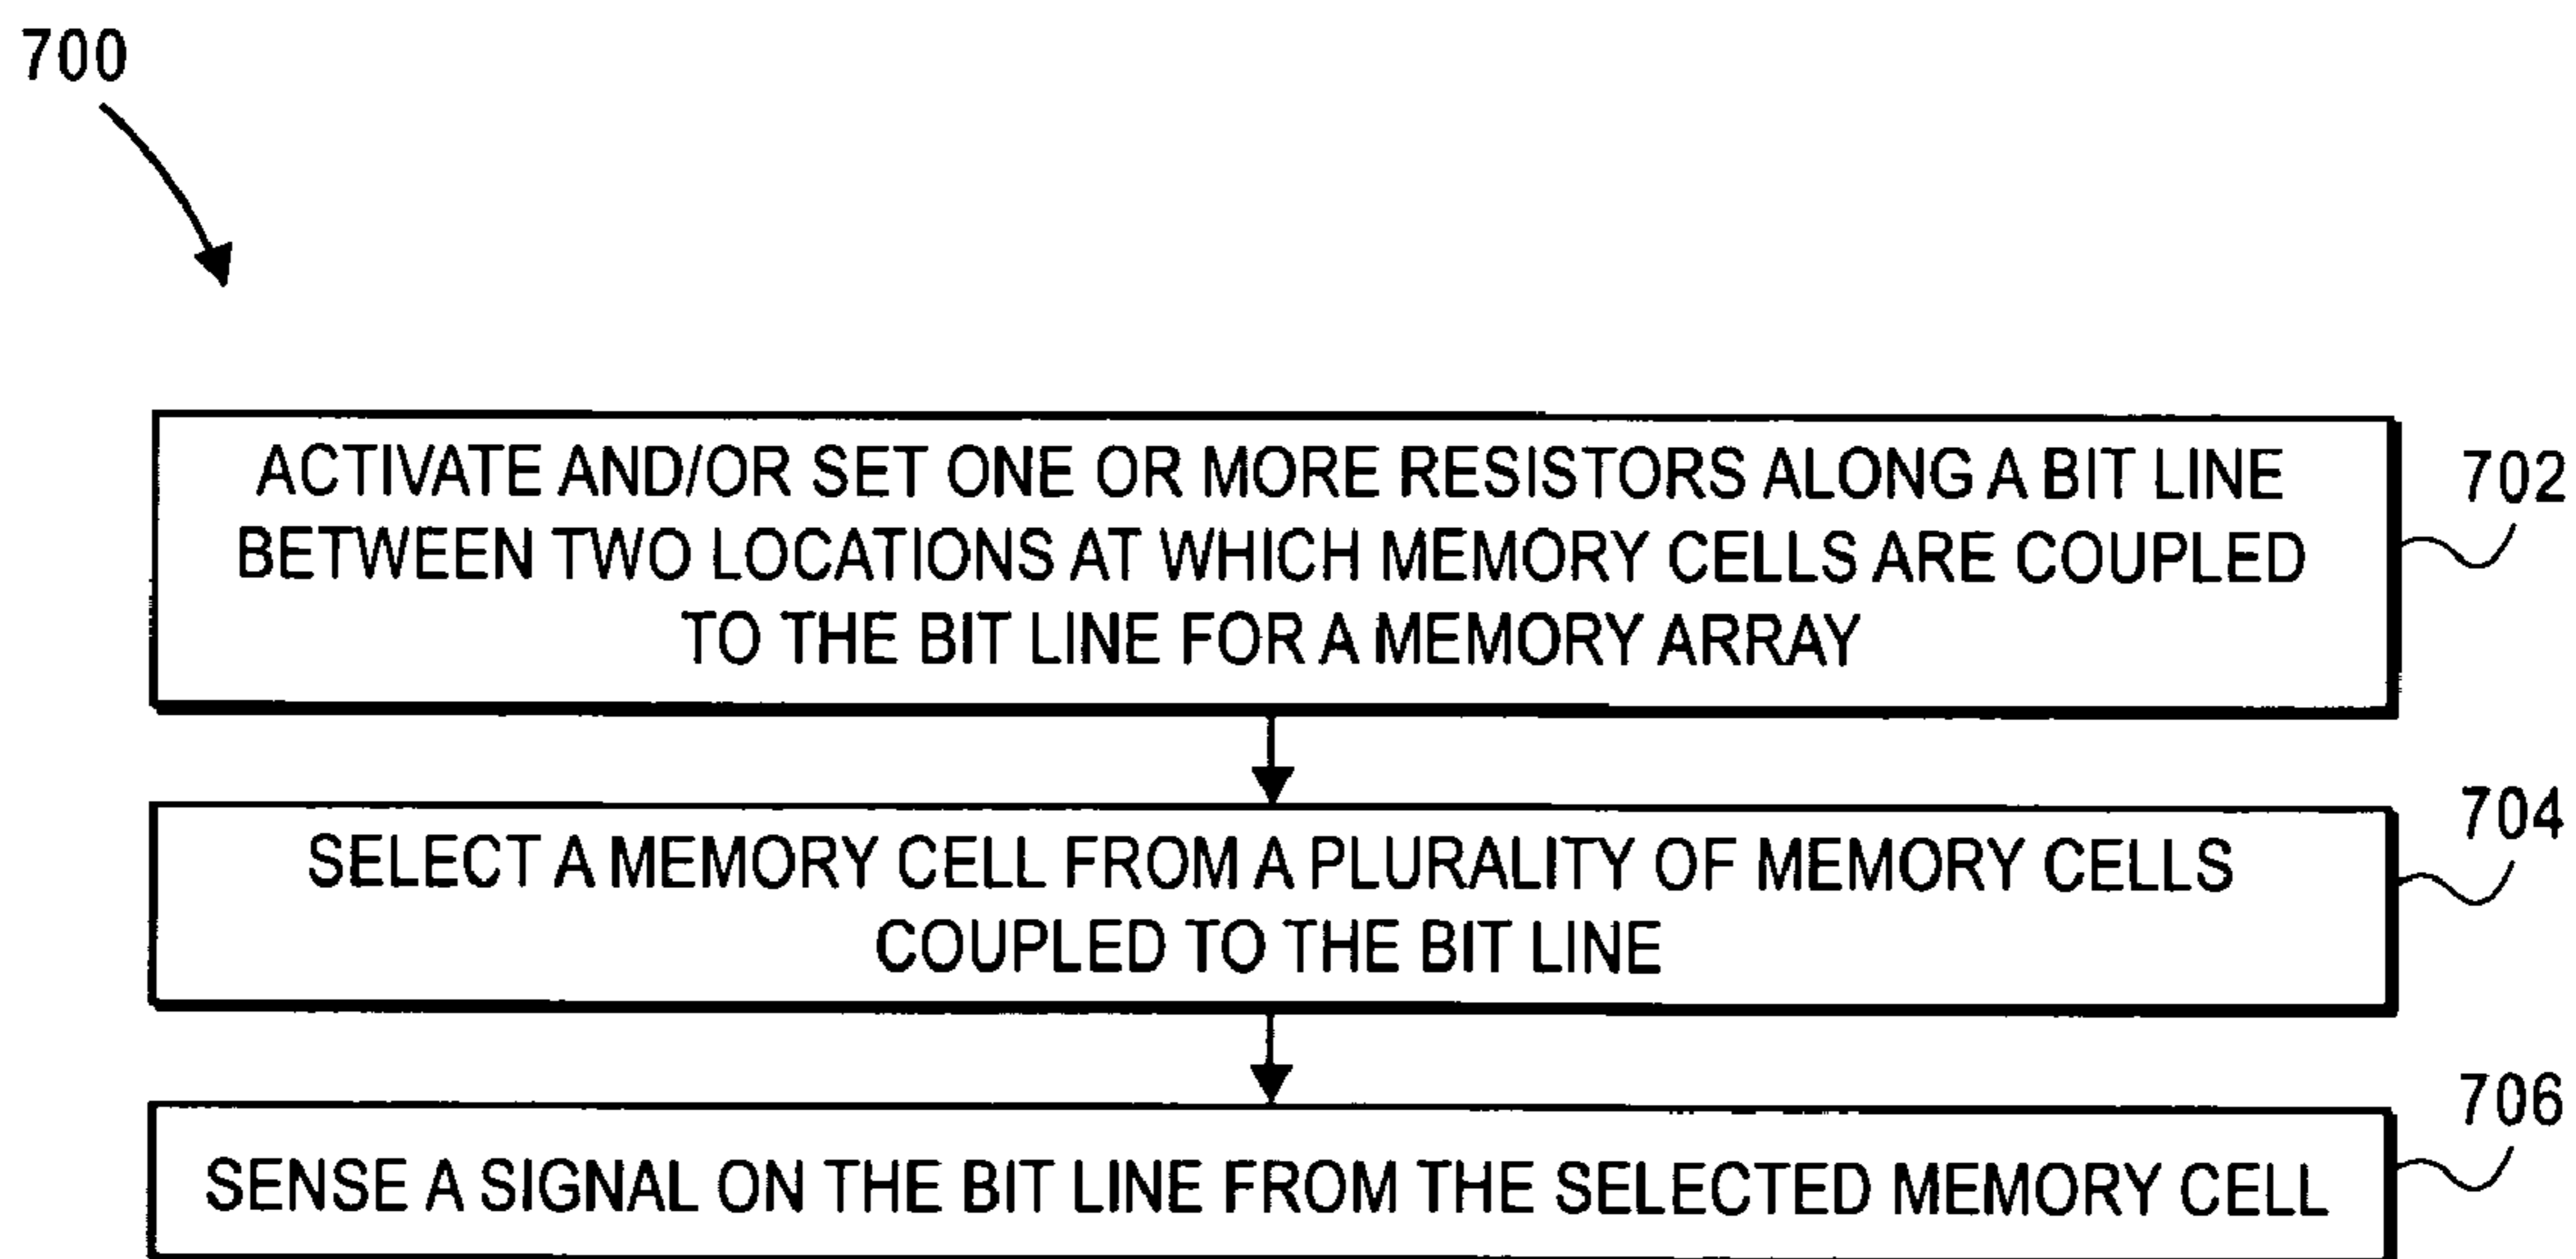 700
ACTIVATE AND/OR SET ONE OR MORE RESISTORS ALONG A BIT LINE
BETWEEN TWO LOCATIONS AT WHICH MEMORY CELLS ARE COUPLED
TO THE BIT LINE FOR A MEMORY ARRAY
702
SELECT A MEMORY CELL FROM A PLURALITY OF MEMORY CELLS
COUPLED TO THE BIT LINE
704
SENSE A SIGNAL ON THE BIT LINE FROM THE SELECTED MEMORY CELL
706